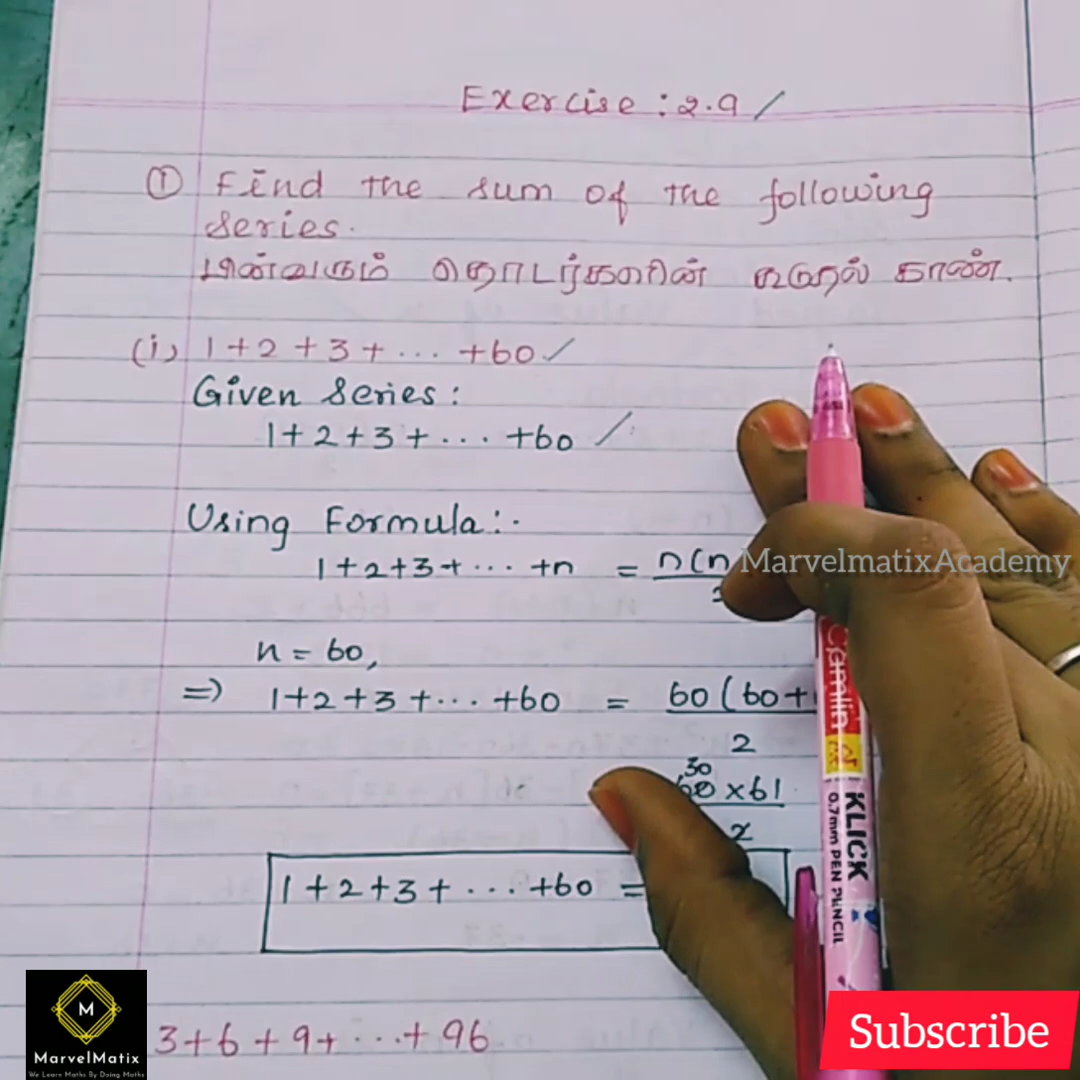 Exercise : 2.9 /
① Find the sum of the following
series.
பின்வரும் தொடர்களின் கூடுதல் காண்.
(i) 1+2+3+ ... +60 ✓
Given Series :
1+2+3+ ... +60 /
Using Formula :-
1+2+3+ ... +n = n(n
MarvelmatixAcademy
n = 60,
=) 1+2+3+ ... +60 = 60 (60+
2
30
60 ×61
2
1+2+3+ ... +60 =
3+6+9+ ... + 96
Camlin
KLICK
0.7mm PEN PENCIL
M
MarvelMatix
We Learn Maths By Doing Maths
Subscribe